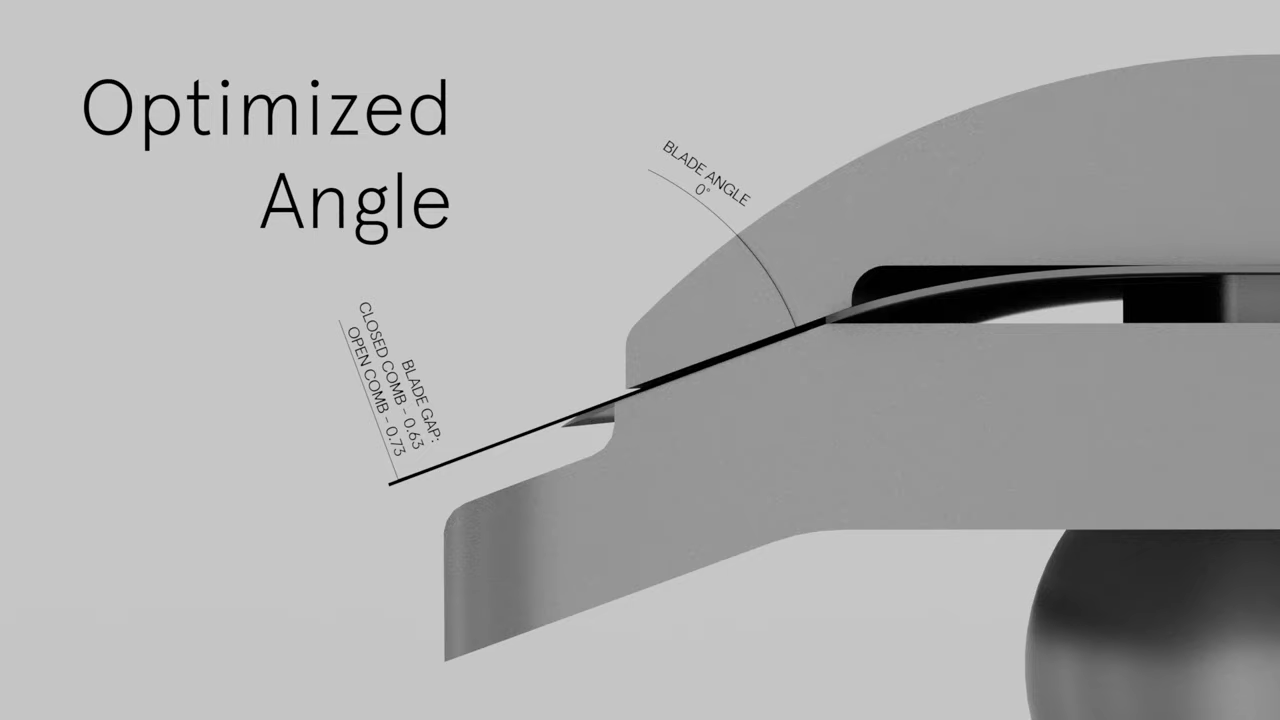 Optimized
Angle
BLADE ANGLE
0°
BLADE GAP:
CLOSED COMB - 0.63
OPEN COMB - 0.73